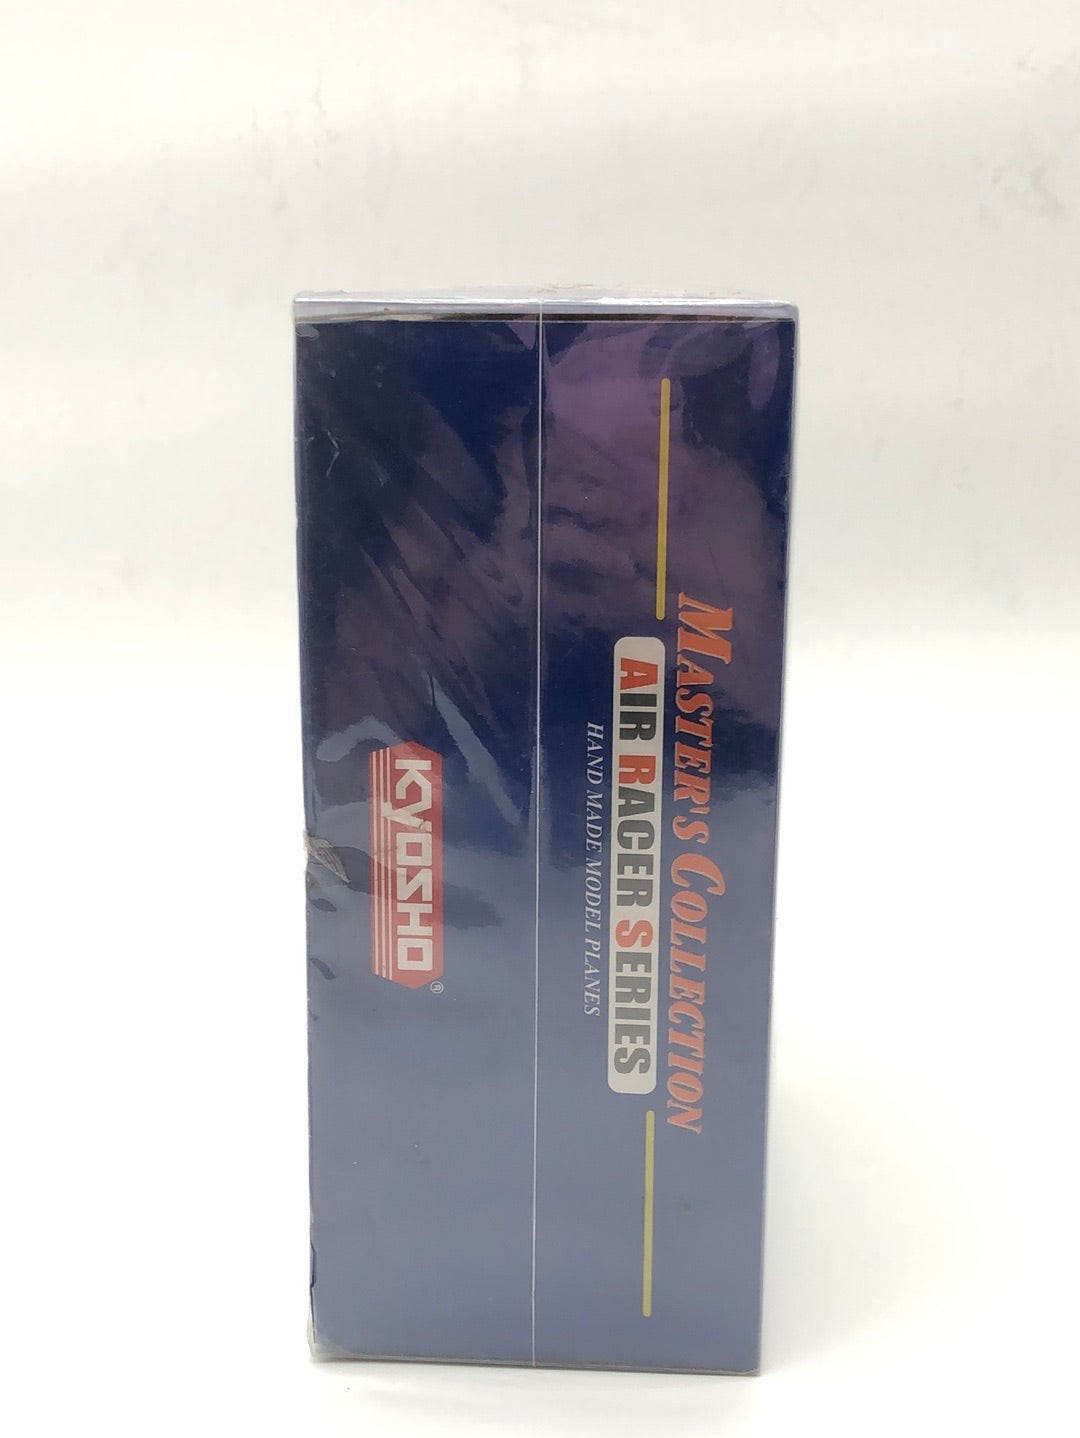 MASTER'S COLLECTION
AIR RACER SERIES
HAND MADE MODEL PLANES
KYOSHO®